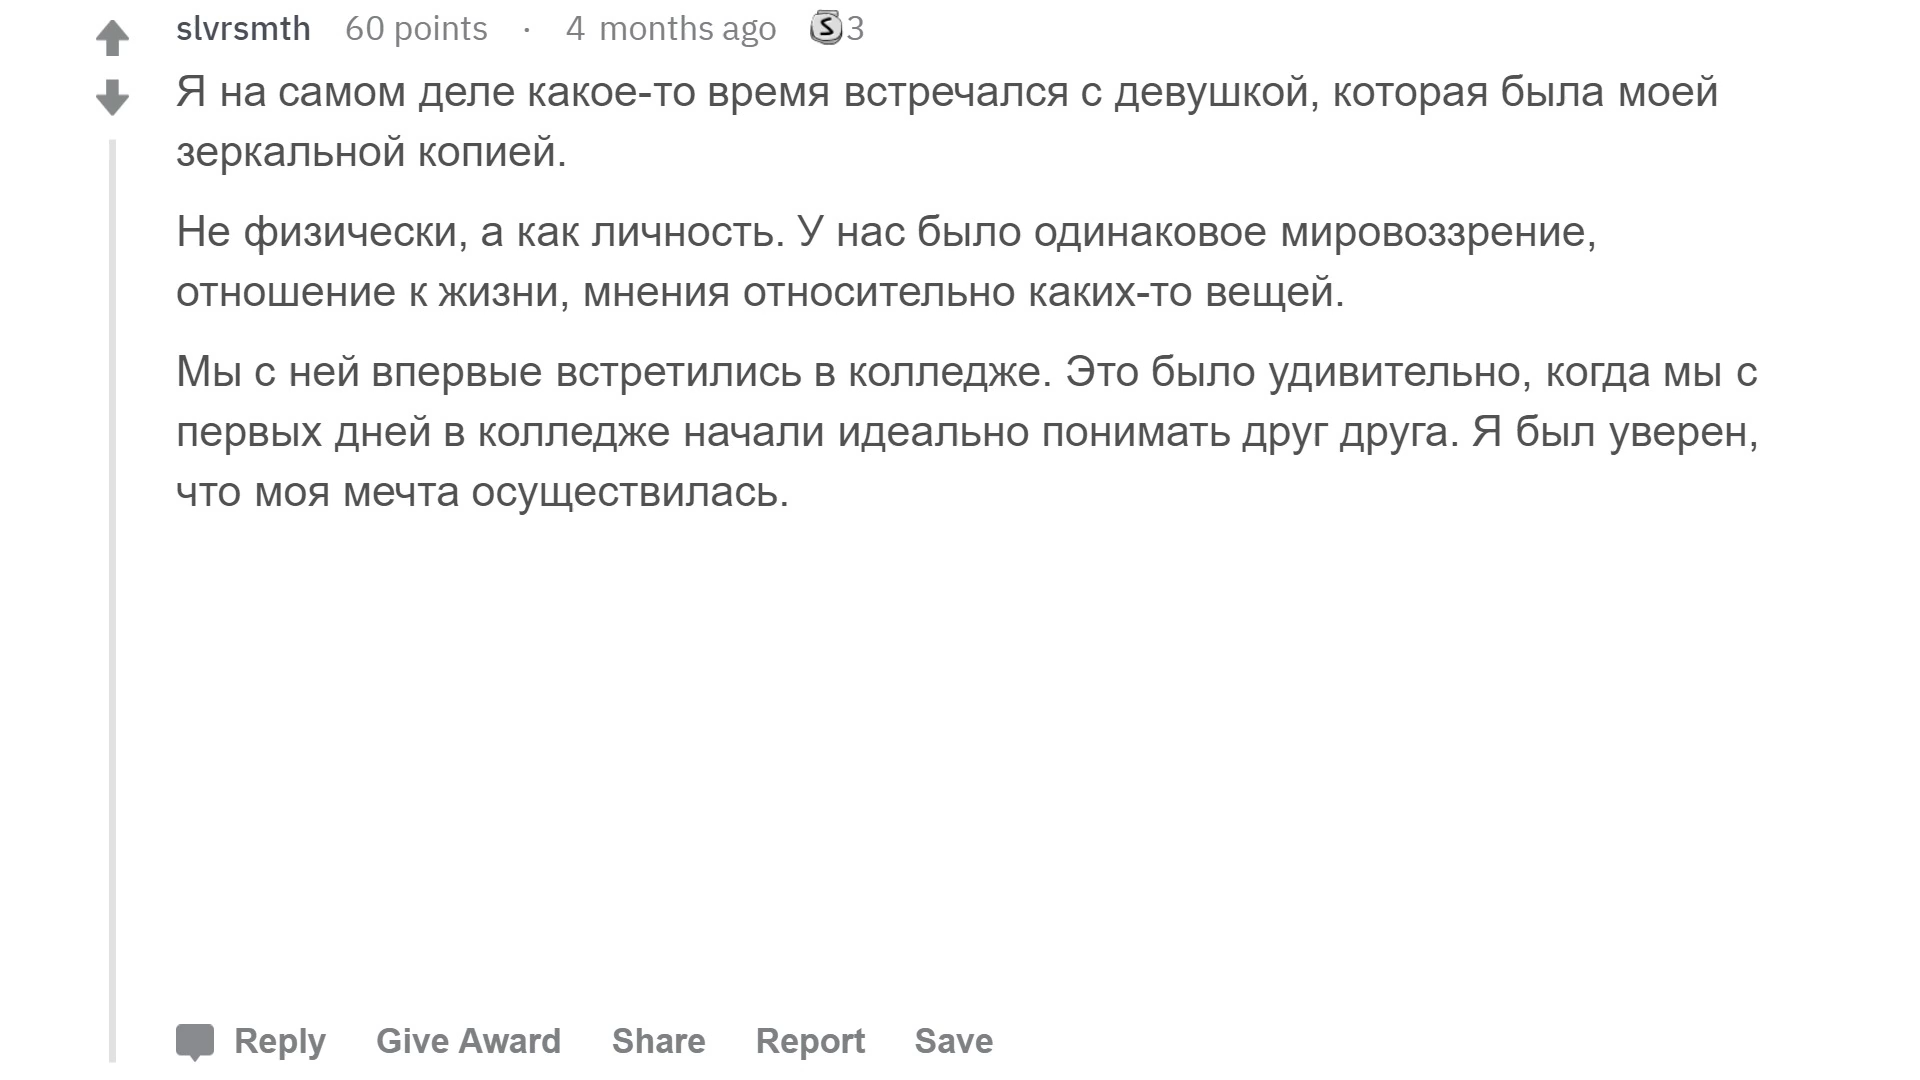 slvrsmth 60 points · 4 months ago S 3
Я на самом деле какое-то время встречался с девушкой, которая была моей
зеркальной копией.
Не физически, а как личность. У нас было одинаковое мировоззрение,
отношение к жизни, мнения относительно каких-то вещей.
Мы с ней впервые встретились в колледже. Это было удивительно, когда мы с
первых дней в колледже начали идеально понимать друг друга. Я был уверен,
что моя мечта осуществилась.
Reply Give Award Share Report Save